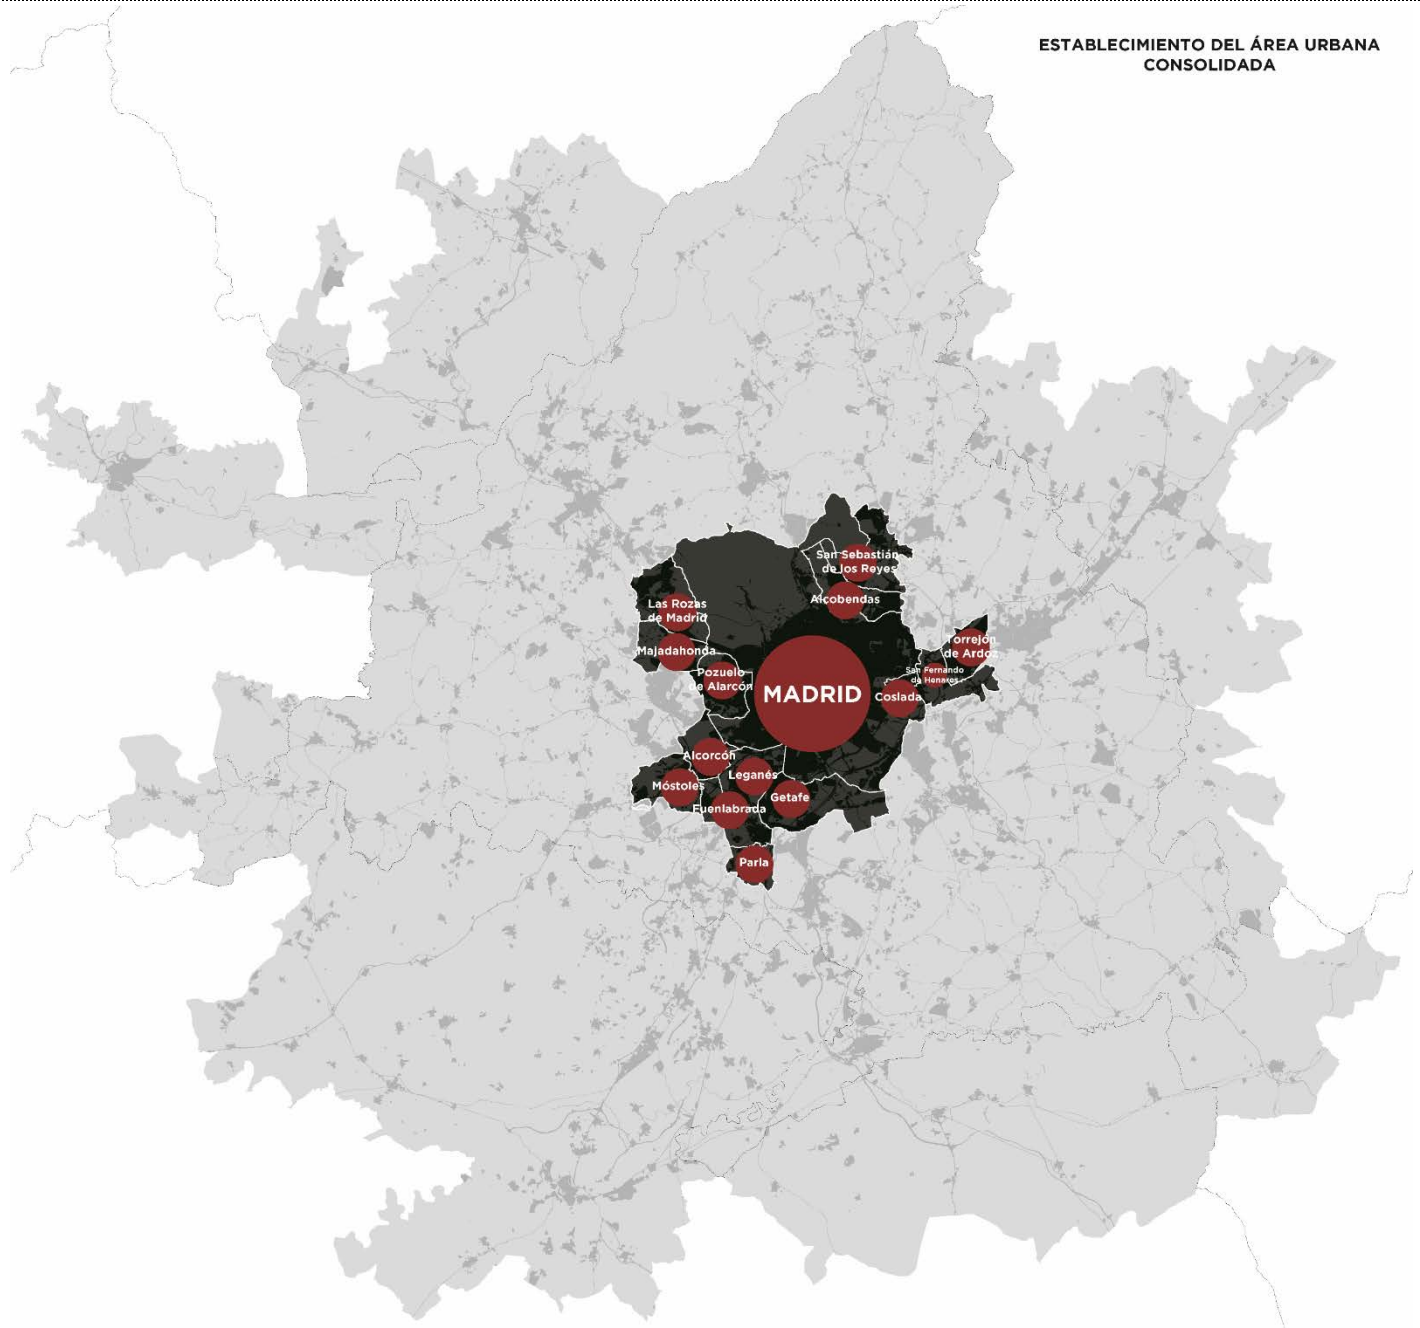 ESTABLECIMIENTO DEL ÁREA URBANA
CONSOLIDADA
San Sebastián
de los Reyes
Alcobendas
Las Rozas
de Madrid
Majadahonda
Pozuelo
de Alarcón
Torrejón
de Ardoz
San Fernando
de Henares
Coslada
MADRID
Alcorcón
Leganés
Móstoles
Getafe
Fuenlabrada
Parla